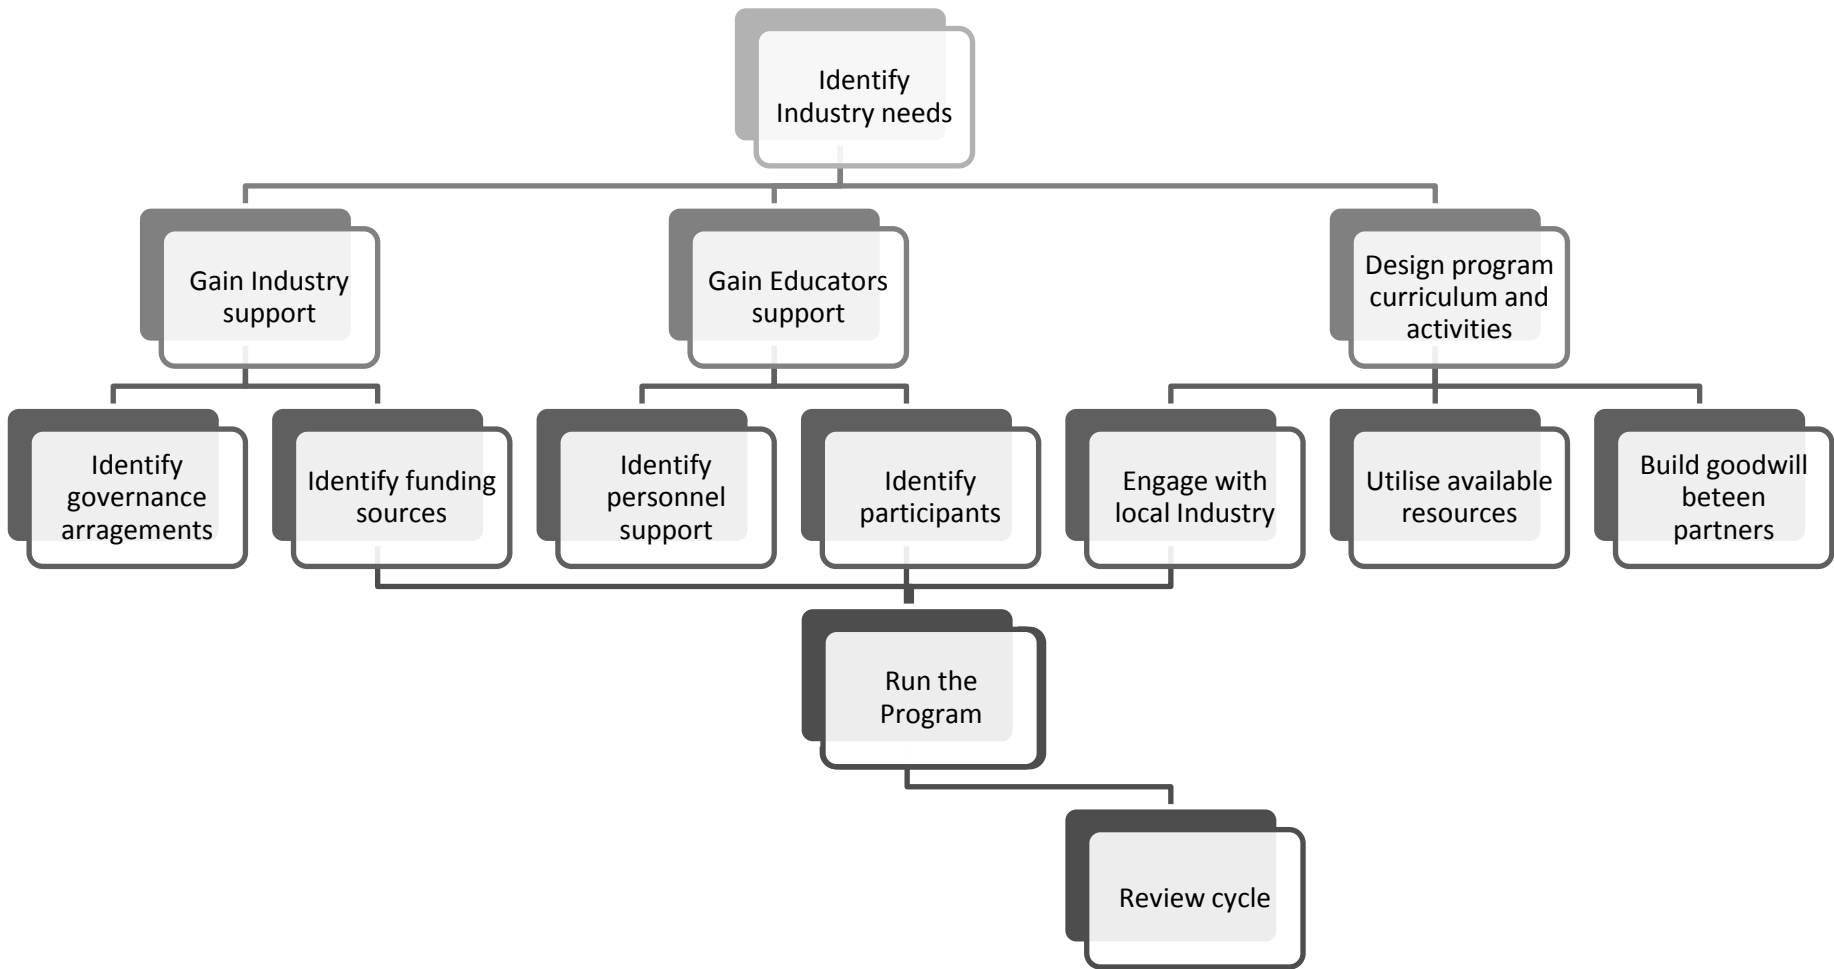 Identify
Industry needs
Gain Industry
support
Gain Educators
support
Design program
curriculum and
activities
Identify
governance
arragements
Identify funding
sources
Identify
personnel
support
Identify
participants
Engage with
local Industry
Utilise available
resources
Build goodwill
beteen
partners
Run the
Program
Review cycle